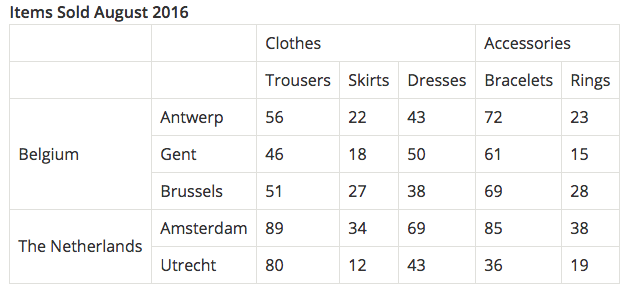 Items Sold August 2016
Clothes Accessories
Trousers Skirts Dresses Bracelets Rings
Belgium Antwerp 56 22 43 72 23
Gent 46 18 50 61 15
Brussels 51 27 38 69 28
The Netherlands Amsterdam 89 34 69 85 38
Utrecht 80 12 43 36 19